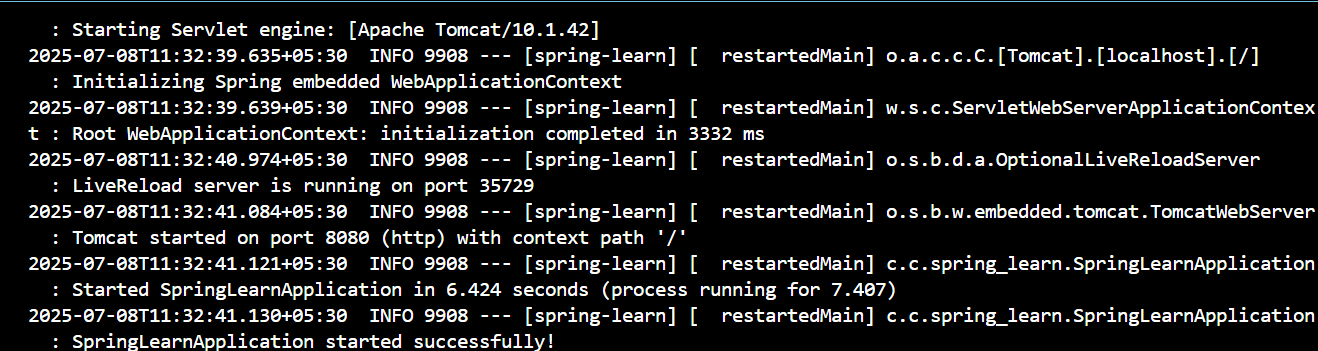 : Starting Servlet engine: [Apache Tomcat/10.1.42]
2025-07-08T11:32:39.635+05:30  INFO 9908 --- [spring-learn] [  restartedMain] o.a.c.c.C.[Tomcat].[localhost].[/]
: Initializing Spring embedded WebApplicationContext
2025-07-08T11:32:39.639+05:30  INFO 9908 --- [spring-learn] [  restartedMain] w.s.c.ServletWebServerApplicationContex
t : Root WebApplicationContext: initialization completed in 3332 ms
2025-07-08T11:32:40.974+05:30  INFO 9908 --- [spring-learn] [  restartedMain] o.s.b.d.a.OptionalLiveReloadServer
: LiveReload server is running on port 35729
2025-07-08T11:32:41.084+05:30  INFO 9908 --- [spring-learn] [  restartedMain] o.s.b.w.embedded.tomcat.TomcatWebServer
: Tomcat started on port 8080 (http) with context path '/'
2025-07-08T11:32:41.121+05:30  INFO 9908 --- [spring-learn] [  restartedMain] c.c.spring_learn.SpringLearnApplication
: Started SpringLearnApplication in 6.424 seconds (process running for 7.407)
2025-07-08T11:32:41.130+05:30  INFO 9908 --- [spring-learn] [  restartedMain] c.c.spring_learn.SpringLearnApplication
: SpringLearnApplication started successfully!